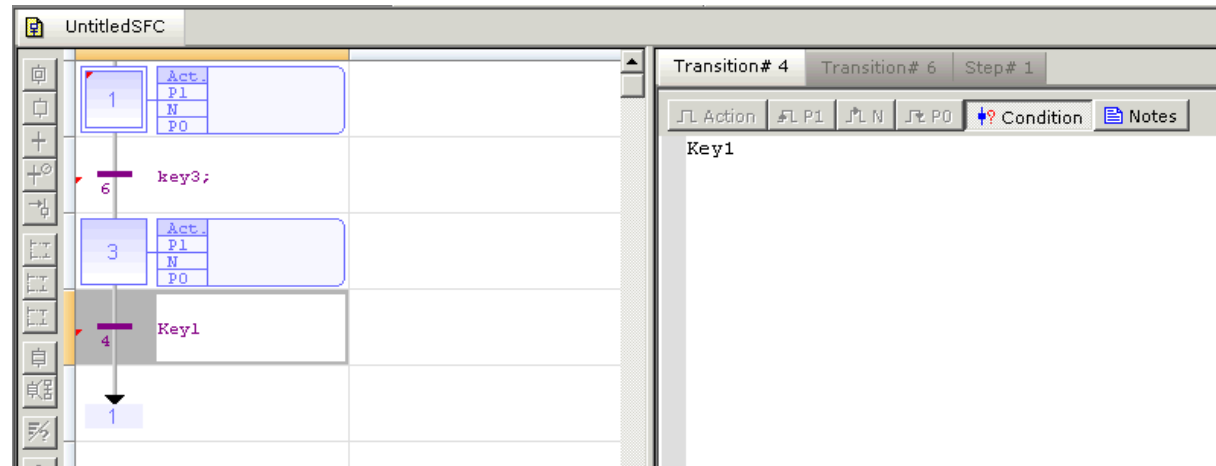 UntitledSFC
1
Act.
P1
N
P0
6
key3;
3
Act.
P1
N
P0
4
Key1
1
Transition# 4 Transition# 6 Step# 1
Action P1 N P0 Condition Notes
Key1